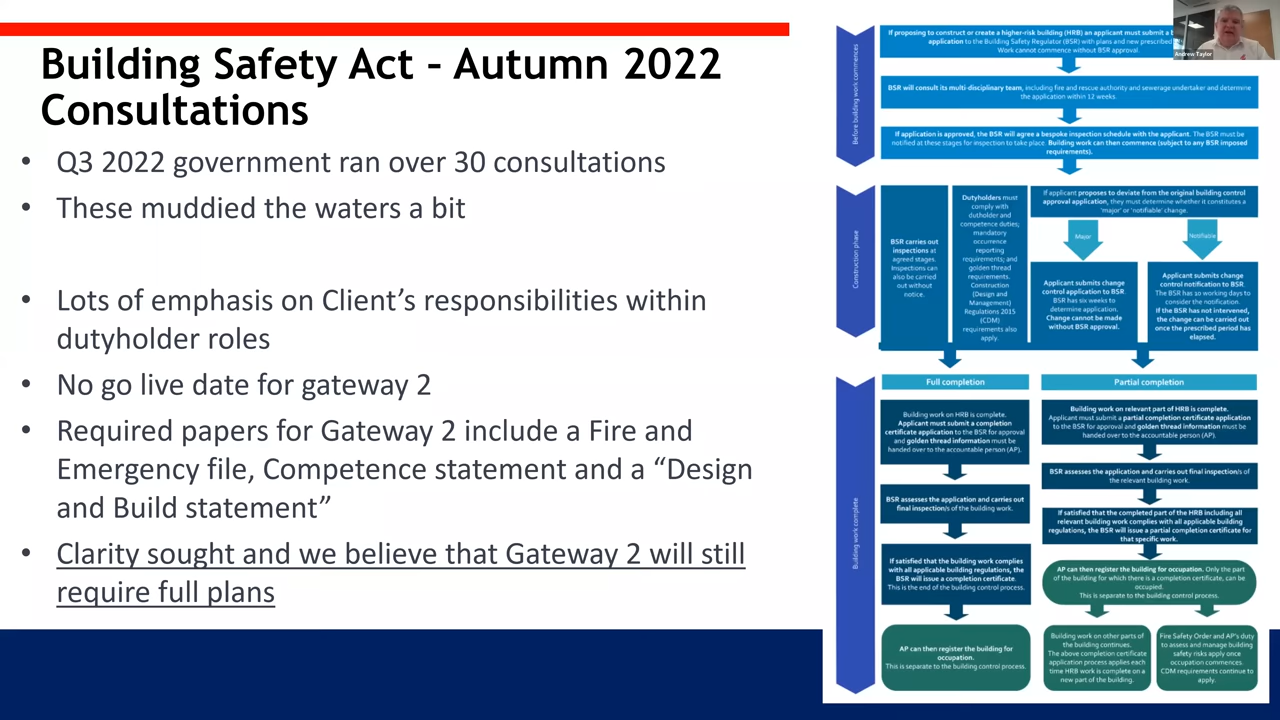 Building Safety Act – Autumn 2022
Consultations
• Q3 2022 government ran over 30 consultations
• These muddied the waters a bit
• Lots of emphasis on Client’s responsibilities within
dutyholder roles
• No go live date for gateway 2
• Required papers for Gateway 2 include a Fire and
Emergency file, Competence statement and a “Design
and Build statement”
• Clarity sought and we believe that Gateway 2 will still
require full plans
Andrew Taylor
Before building work commences
If proposing to construct or create a higher-risk building (HRB) an applicant must submit a
application to the Building Safety Regulator (BSR) with plans and new prescribed
Work cannot commence without BSR approval.
BSR will consult its multi-disciplinary team, including fire and rescue authority and sewerage undertaker and determine
the application within 12 weeks.
If application is approved, the BSR will agree a bespoke inspection schedule with the applicant. The BSR must be
notified at these stages for inspection to take place. Building work can then commence (subject to any BSR imposed
requirements).
Construction phase
BSR carries out
inspections at
agreed stages.
Inspections can
also be carried
out without
notice.
Dutyholders must
comply with
dutholder and
competence duties;
mandatory
occurrence
reporting
requirements; and
golden thread
requirements.
Construction
(Design and
Management)
Regulations 2015
(CDM)
requirements also
apply.
If applicant proposes to deviate from the original building control
approval application, they must determine whether it constitutes a
'major' or 'notifiable' change.
Major
Notifiable
Applicant submits change
control application to BSR.
BSR has six weeks to
determine application.
Change cannot be made
without BSR approval.
Applicant submits change
control notification to BSR.
The BSR has 10 working days to
consider the notification.
If the BSR has not intervened,
the change can be carried out
once the prescribed period has
elapsed.
Building work complete
Full completion
Building work on HRB is complete.
Applicant must submit a completion
certificate application to the BSR for approval
and golden thread information must be
handed over to the accountable person (AP).
BSR assesses the application and carries out
final inspection/s of the building work.
If satisfied that the building work complies
with all applicable building regulations, the
BSR will issue a completion certificate.
This is the end of the building control process.
AP can then register the building for
occupation.
This is separate to the building control process.
Partial completion
Building work on relevant part of HRB is complete.
Applicant must submit a partial completion certificate application
to the BSR for approval and golden thread information must be
handed over to the accountable person (AP).
BSR assesses the application and carries out final inspection/s of
the relevant building work.
If satisfied that the completed part of the HRB including all
relevant building work complies with all applicable building
regulations, the BSR will issue a partial completion certificate for
that specific work.
AP can then register the building for occupation. Only the part
of the building for which there is a completion certificate, can be
occupied.
This is separate to the building control process.
Building work on other parts of
the building continues.
The above completion certificate
application process applies each
time HRB work is complete on a
new part of the building.
Fire Safety Order and AP's duty
to assess and manage building
safety risks apply once
occupation commences.
CDM requirements continue to
apply.